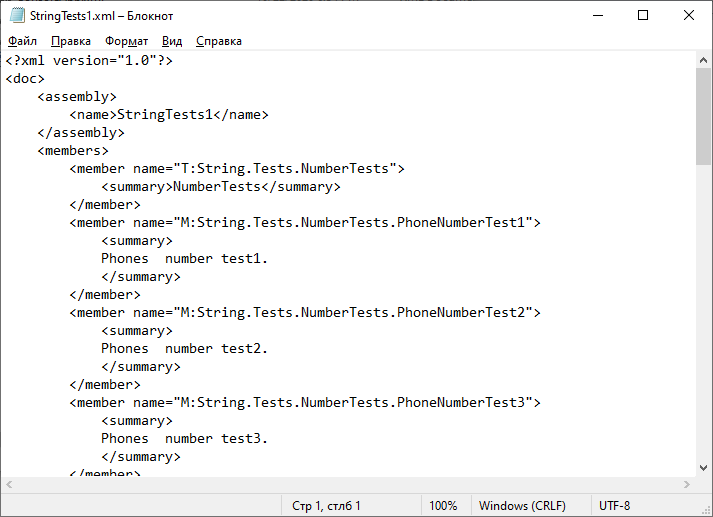 StringTests1.xml – Блокнот
Файл Правка Формат Вид Справка
<?xml version="1.0"?>
<doc>
    <assembly>
        <name>StringTests1</name>
    </assembly>
    <members>
        <member name="T:String.Tests.NumberTests">
            <summary>NumberTests</summary>
        </member>
        <member name="M:String.Tests.NumberTests.PhoneNumberTest1">
            <summary>
            Phones  number test1.
            </summary>
        </member>
        <member name="M:String.Tests.NumberTests.PhoneNumberTest2">
            <summary>
            Phones  number test2.
            </summary>
        </member>
        <member name="M:String.Tests.NumberTests.PhoneNumberTest3">
            <summary>
            Phones  number test3.
            </summary>
        </member>
Стр 1, стлб 1 100% Windows (CRLF) UTF-8